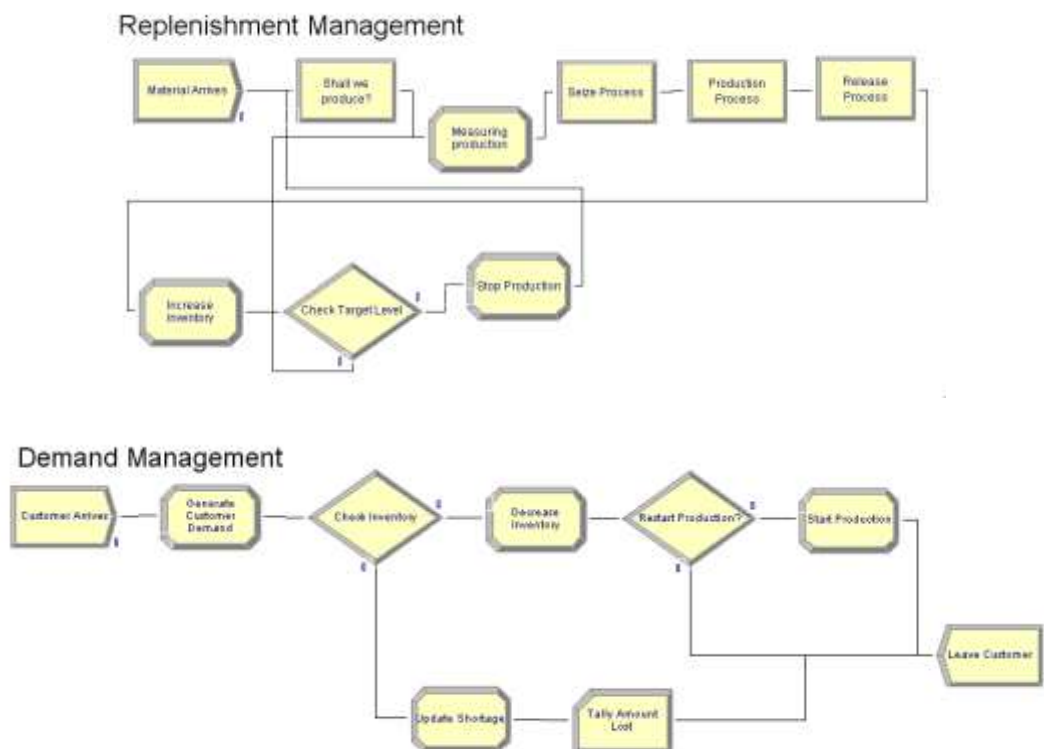 Replenishment Management
Material Arrives
Shall we
produce?
Measuring
production
Seize Process
Production
Process
Release
Process
Increase
Inventory
Check Target Level
Stop Production
Demand Management
Customer Arrives
Generate
Customer
Demand
Check Inventory
Decrease
Inventory
Restart Production?
Start Production
Leave Customer
Update Shortage
Tally Amount
Lost